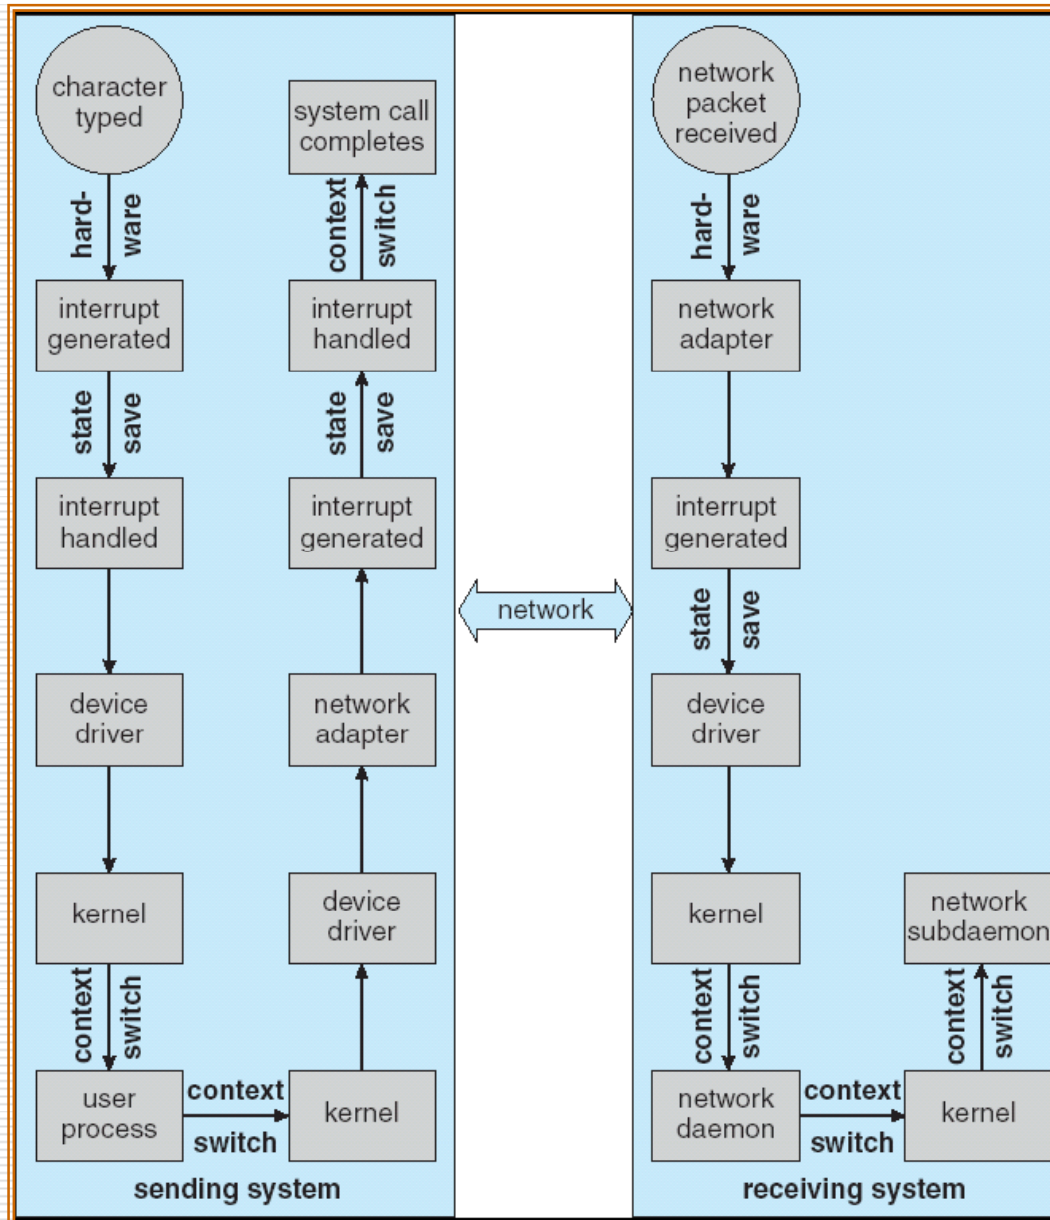 character
typed
hard-
ware
interrupt
generated
state
save
interrupt
handled
device
driver
kernel
context
switch
user
process
context
switch
kernel
device
driver
network
adapter
interrupt
generated
state
save
interrupt
handled
context
switch
system call
completes
sending system
network
network
packet
received
hard-
ware
network
adapter
interrupt
generated
state
save
device
driver
kernel
context
switch
network
daemon
context
switch
kernel
context
switch
network
subdaemon
receiving system